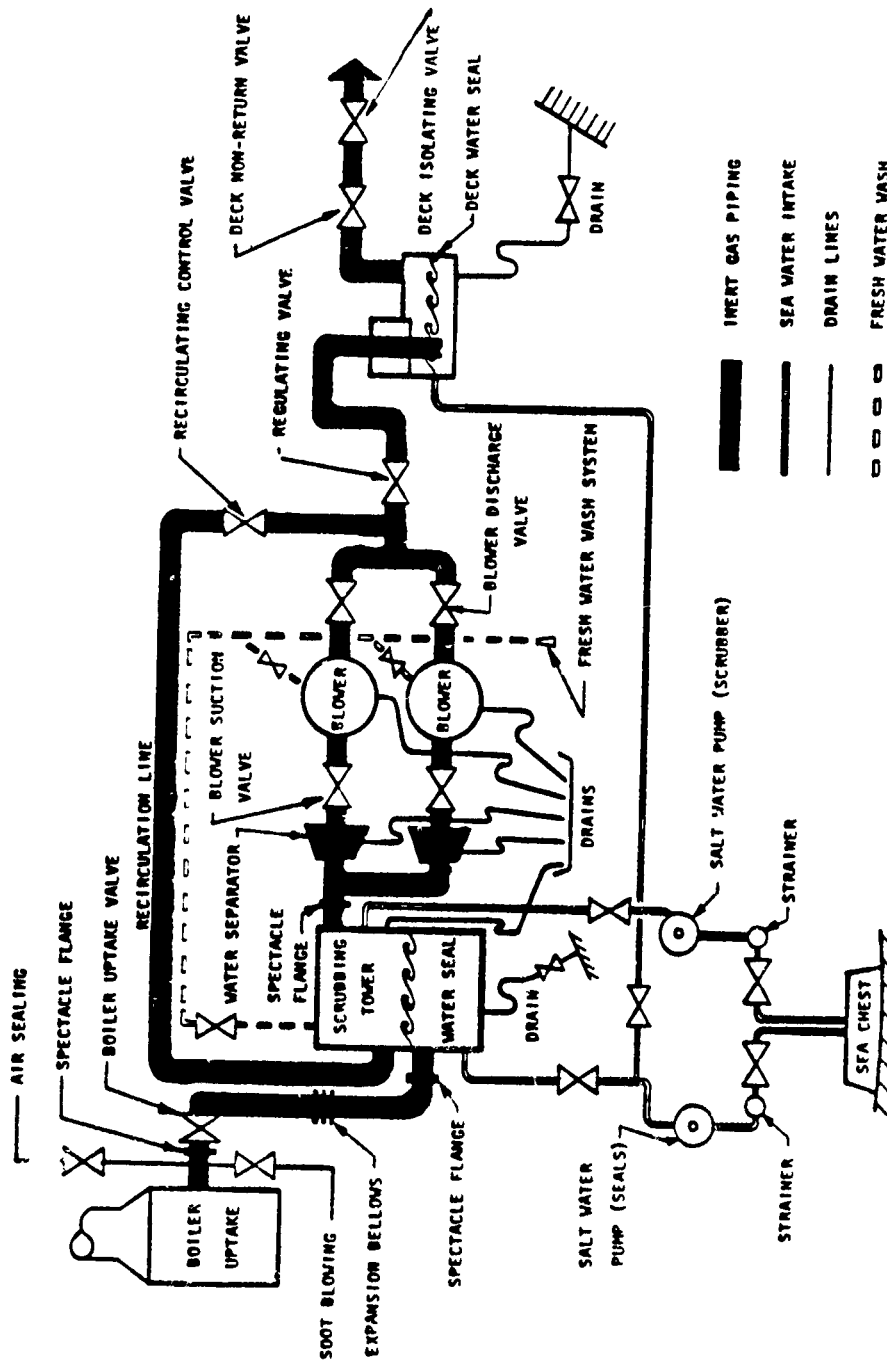 AIR SEALING
SPECTACLE FLANGE
BOILER UPTAKE VALVE
BOILER
UPTAKE
SOOT BLOWING
EXPANSION BELLOWS
SPECTACLE FLANGE
RECIRCULATION LINE
WATER SEPARATOR
SPECTACLE
FLANGE
BLOWER SUCTION
VALVE
SCRUBBING
TOWER
WATER SEAL
DRAIN
BLOWER
BLOWER
DRAINS
RECIRCULATING CONTROL VALVE
REGULATING VALVE
DECK NON-RETURN VALVE
DECK ISOLATING VALVE
DECK WATER SEAL
DRAIN
BLOWER DISCHARGE
VALVE
FRESH WATER WASH SYSTEM
SALT WATER
PUMP (SEALS)
STRAINER
SEA CHEST
STRAINER
SALT WATER PUMP (SCRUBBER)
INERT GAS PIPING
SEA WATER INTAKE
DRAIN LINES
FRESH WATER WASH